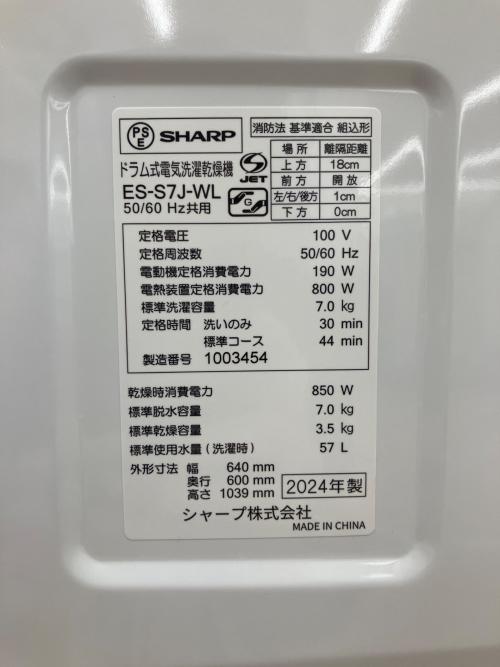 PSE SHARP
ドラム式電気洗濯乾燥機
ES-S7J-WL
50/60 Hz共用
JET
G
消防法 基準適合 組込形
場所 離隔距離
上方 18cm
前方 開放
左/右/後方 1cm
下方 0cm
定格電圧 100 V
定格周波数 50/60 Hz
電動機定格消費電力 190 W
電熱装置定格消費電力 800 W
標準洗濯容量 7.0 kg
定格時間 洗いのみ 30 min
標準コース 44 min
製造番号 1003454
乾燥時消費電力 850 W
標準脱水容量 7.0 kg
標準乾燥容量 3.5 kg
標準使用水量(洗濯時) 57 L
外形寸法 幅 640 mm
奥行 600 mm
高さ 1039 mm
2024年製
シャープ株式会社
MADE IN CHINA